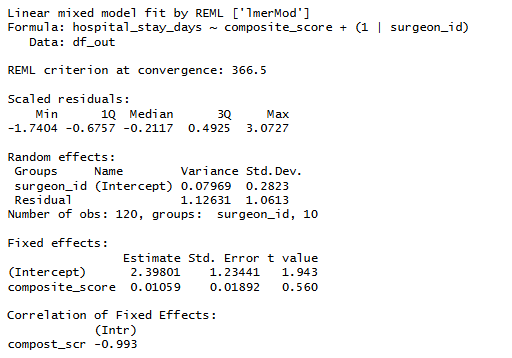 Linear mixed model fit by REML ['lmerMod']
Formula: hospital_stay_days ~ composite_score + (1 | surgeon_id)
   Data: df_out

REML criterion at convergence: 366.5

Scaled residuals:
    Min      1Q  Median      3Q     Max
-1.7404 -0.6757 -0.2117  0.4925  3.0727

Random effects:
 Groups     Name        Variance Std.Dev.
 surgeon_id (Intercept) 0.07969  0.2823
 Residual               1.12631  1.0613
Number of obs: 120, groups:  surgeon_id, 10

Fixed effects:
                Estimate Std. Error t value
(Intercept)      2.39801    1.23441   1.943
composite_score  0.01059    0.01892   0.560

Correlation of Fixed Effects:
            (Intr)
compost_scr -0.993